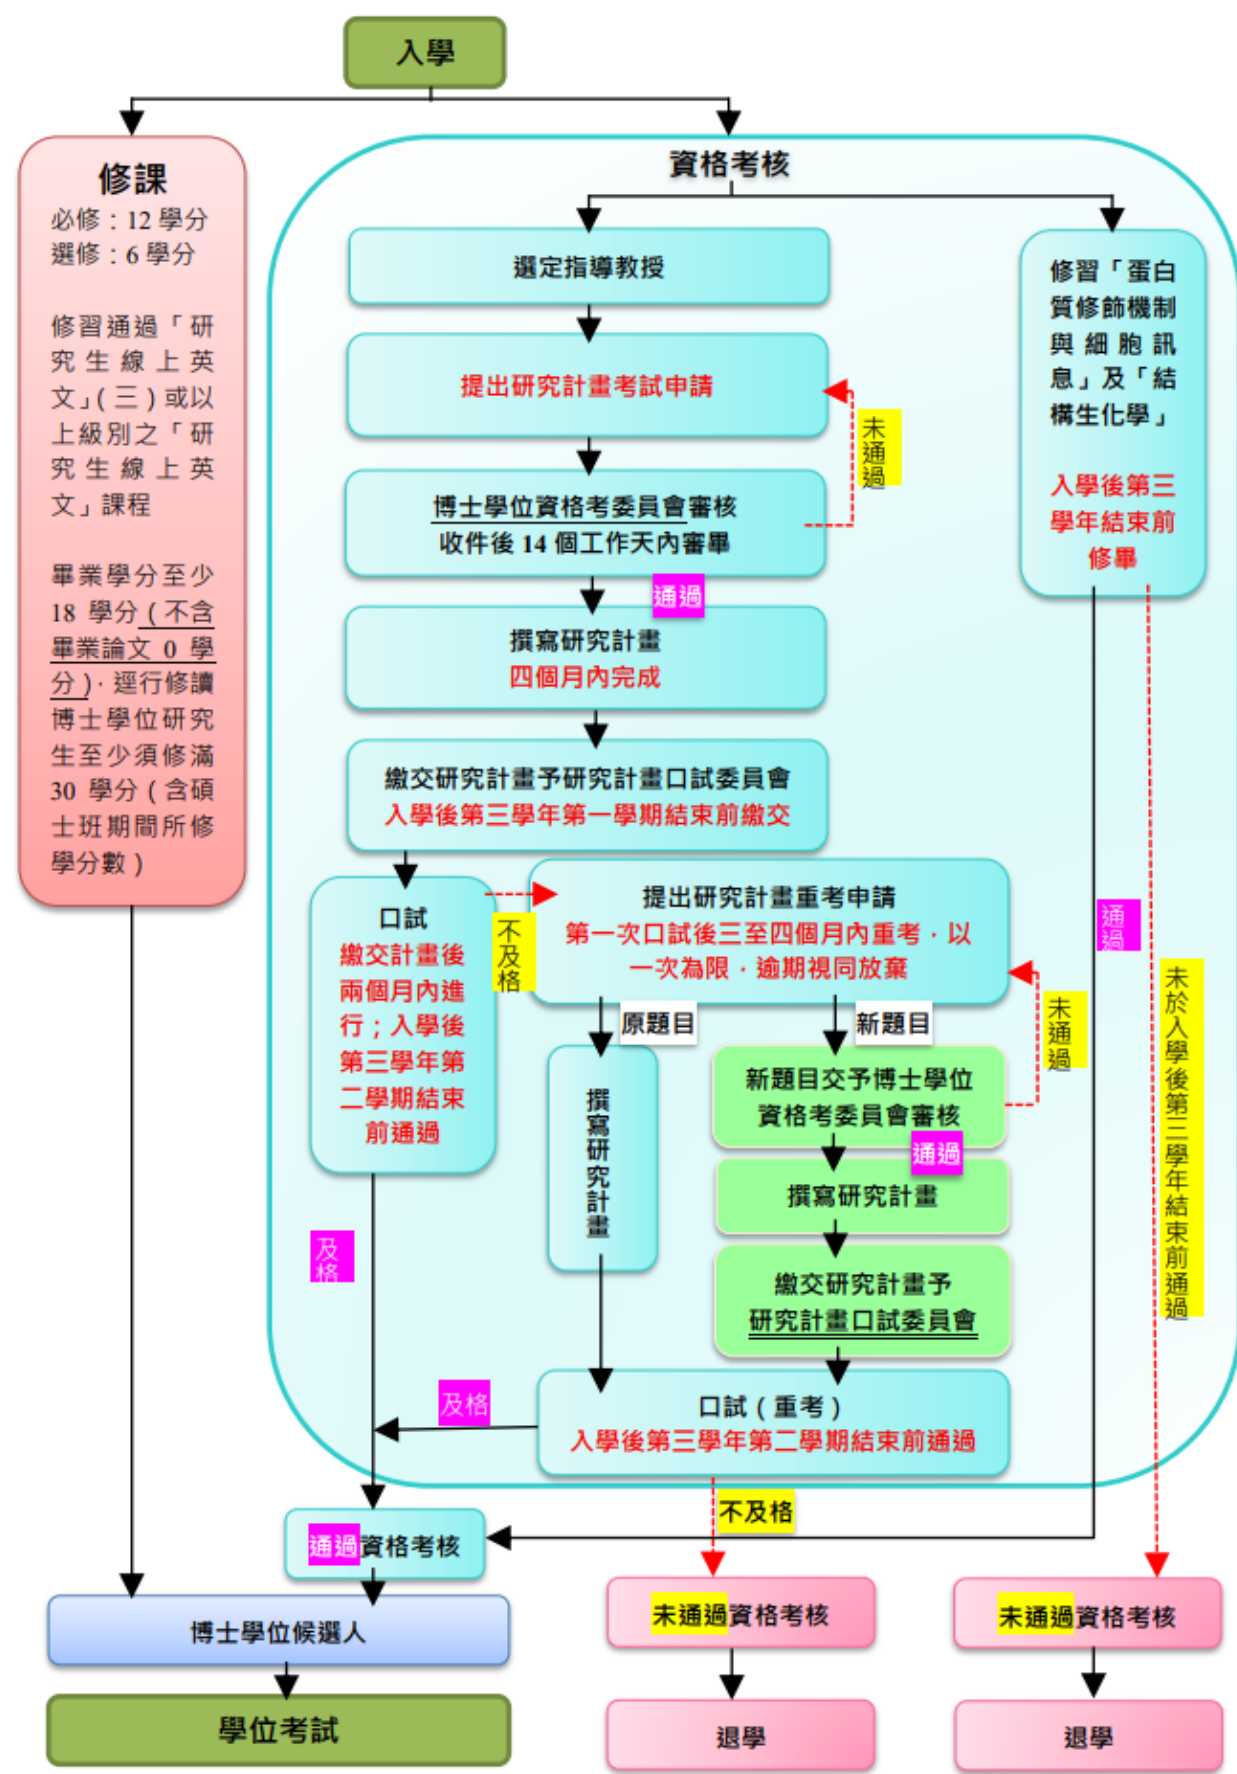 入學
修課
必修：12 學分
選修：6 學分
修習通過「研
究生線上英
文」(三)或以
上級別之「研
究生線上英
文」課程
畢業學分至少
18 學分(不含
畢業論文 0 學
分)，逕行修讀
博士學位研究
生至少須修滿
30 學分(含碩
士班期間所修
學分數)
資格考核
選定指導教授
提出研究計畫考試申請
未通過
博士學位資格考委員會審核
收件後 14 個工作天內審畢
通過
撰寫研究計畫
四個月內完成
繳交研究計畫予研究計畫口試委員會
入學後第三學年第一學期結束前繳交
口試
繳交計畫後
兩個月內進
行；入學後
第三學年第
二學期結束
前通過
不及格
提出研究計畫重考申請
第一次口試後三至四個月內重考，以
一次為限，逾期視同放棄
原題目
新題目
未通過
撰寫研究計畫
新題目交予博士學位
資格考委員會審核
通過
撰寫研究計畫
繳交研究計畫予
研究計畫口試委員會
及格
及格
口試（重考）
入學後第三學年第二學期結束前通過
修習「蛋白
質修飾機制
與細胞訊
息」及「結
構生化學」
入學後第三
學年結束前
修畢
通過
未於入學後第三學年結束前通過
不及格
通過資格考核
博士學位候選人
學位考試
未通過資格考核
退學
未通過資格考核
退學